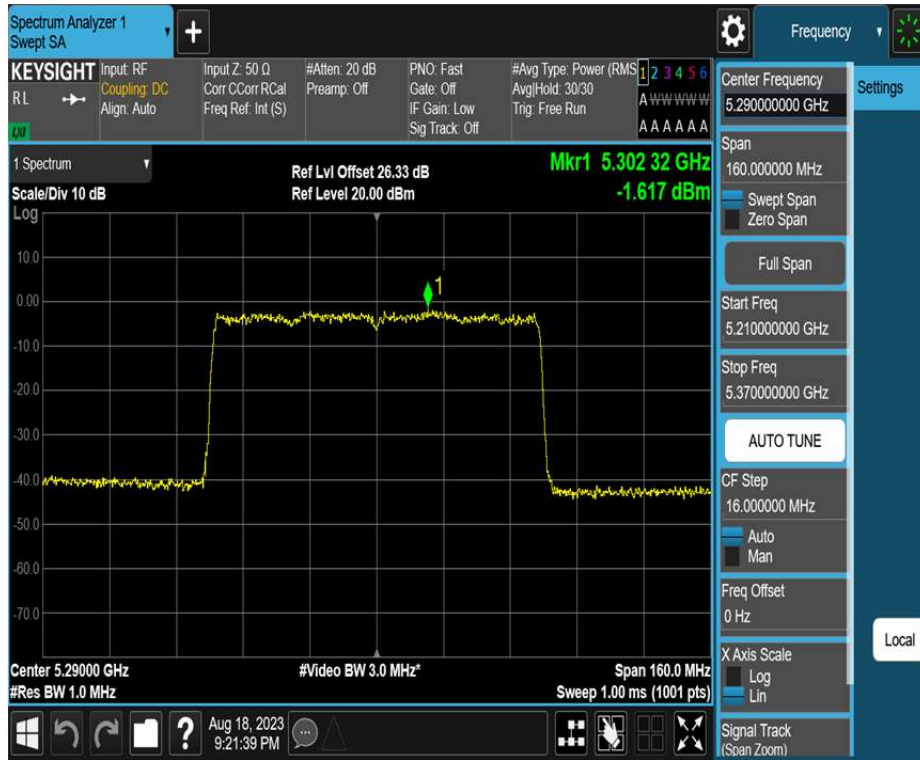 Spectrum Analyzer 1
Swept SA
+
Frequency
KEYSIGHT
RL
LXI
Input: RF
Coupling: DC
Align: Auto
Input Z: 50 Ω
Corr CCorr RCal
Freq Ref: Int (S)
#Atten: 20 dB
Preamp: Off
PNO: Fast
Gate: Off
IF Gain: Low
Sig Track: Off
#Avg Type: Power (RMS
Avg|Hold: 30/30
Trig: Free Run
1 2 3 4 5 6
A W W W W W
A A A A A A
1 Spectrum
Scale/Div 10 dB
Log
Ref Lvl Offset 26.33 dB
Ref Level 20.00 dBm
Mkr1 5.302 32 GHz
-1.617 dBm
10.0
0.00
-10.0
-20.0
-30.0
-40.0
-50.0
-60.0
-70.0
1
Center 5.29000 GHz
#Res BW 1.0 MHz
#Video BW 3.0 MHz*
Span 160.0 MHz
Sweep 1.00 ms (1001 pts)
?
Aug 18, 2023
9:21:39 PM
Center Frequency
5.290000000 GHz
Span
160.000000 MHz
Swept Span
Zero Span
Full Span
Start Freq
5.210000000 GHz
Stop Freq
5.370000000 GHz
AUTO TUNE
CF Step
16.000000 MHz
Auto
Man
Freq Offset
0 Hz
X Axis Scale
Log
Lin
Signal Track
(Span Zoom)
Settings
Local